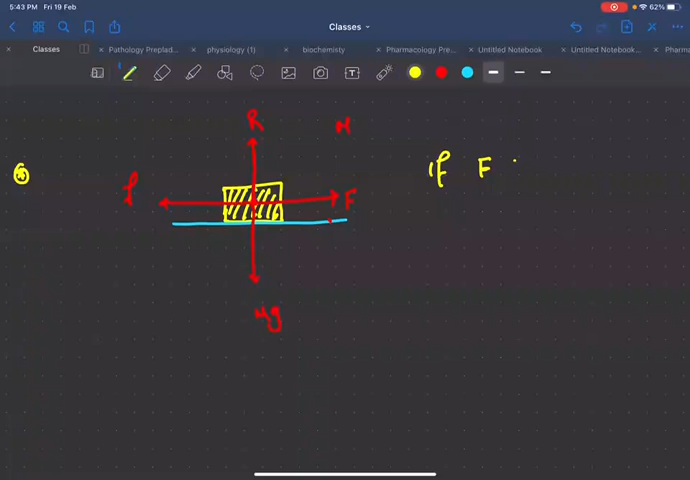 5:43 PM Fri 19 Feb
62%
Classes
Classes
Pathology Preplad...
physiology (1)
biochemisty
Pharmacology Pre...
Untitled Notebook
Untitled Notebook...
Pharma
R
M
If F
f
F
Mg